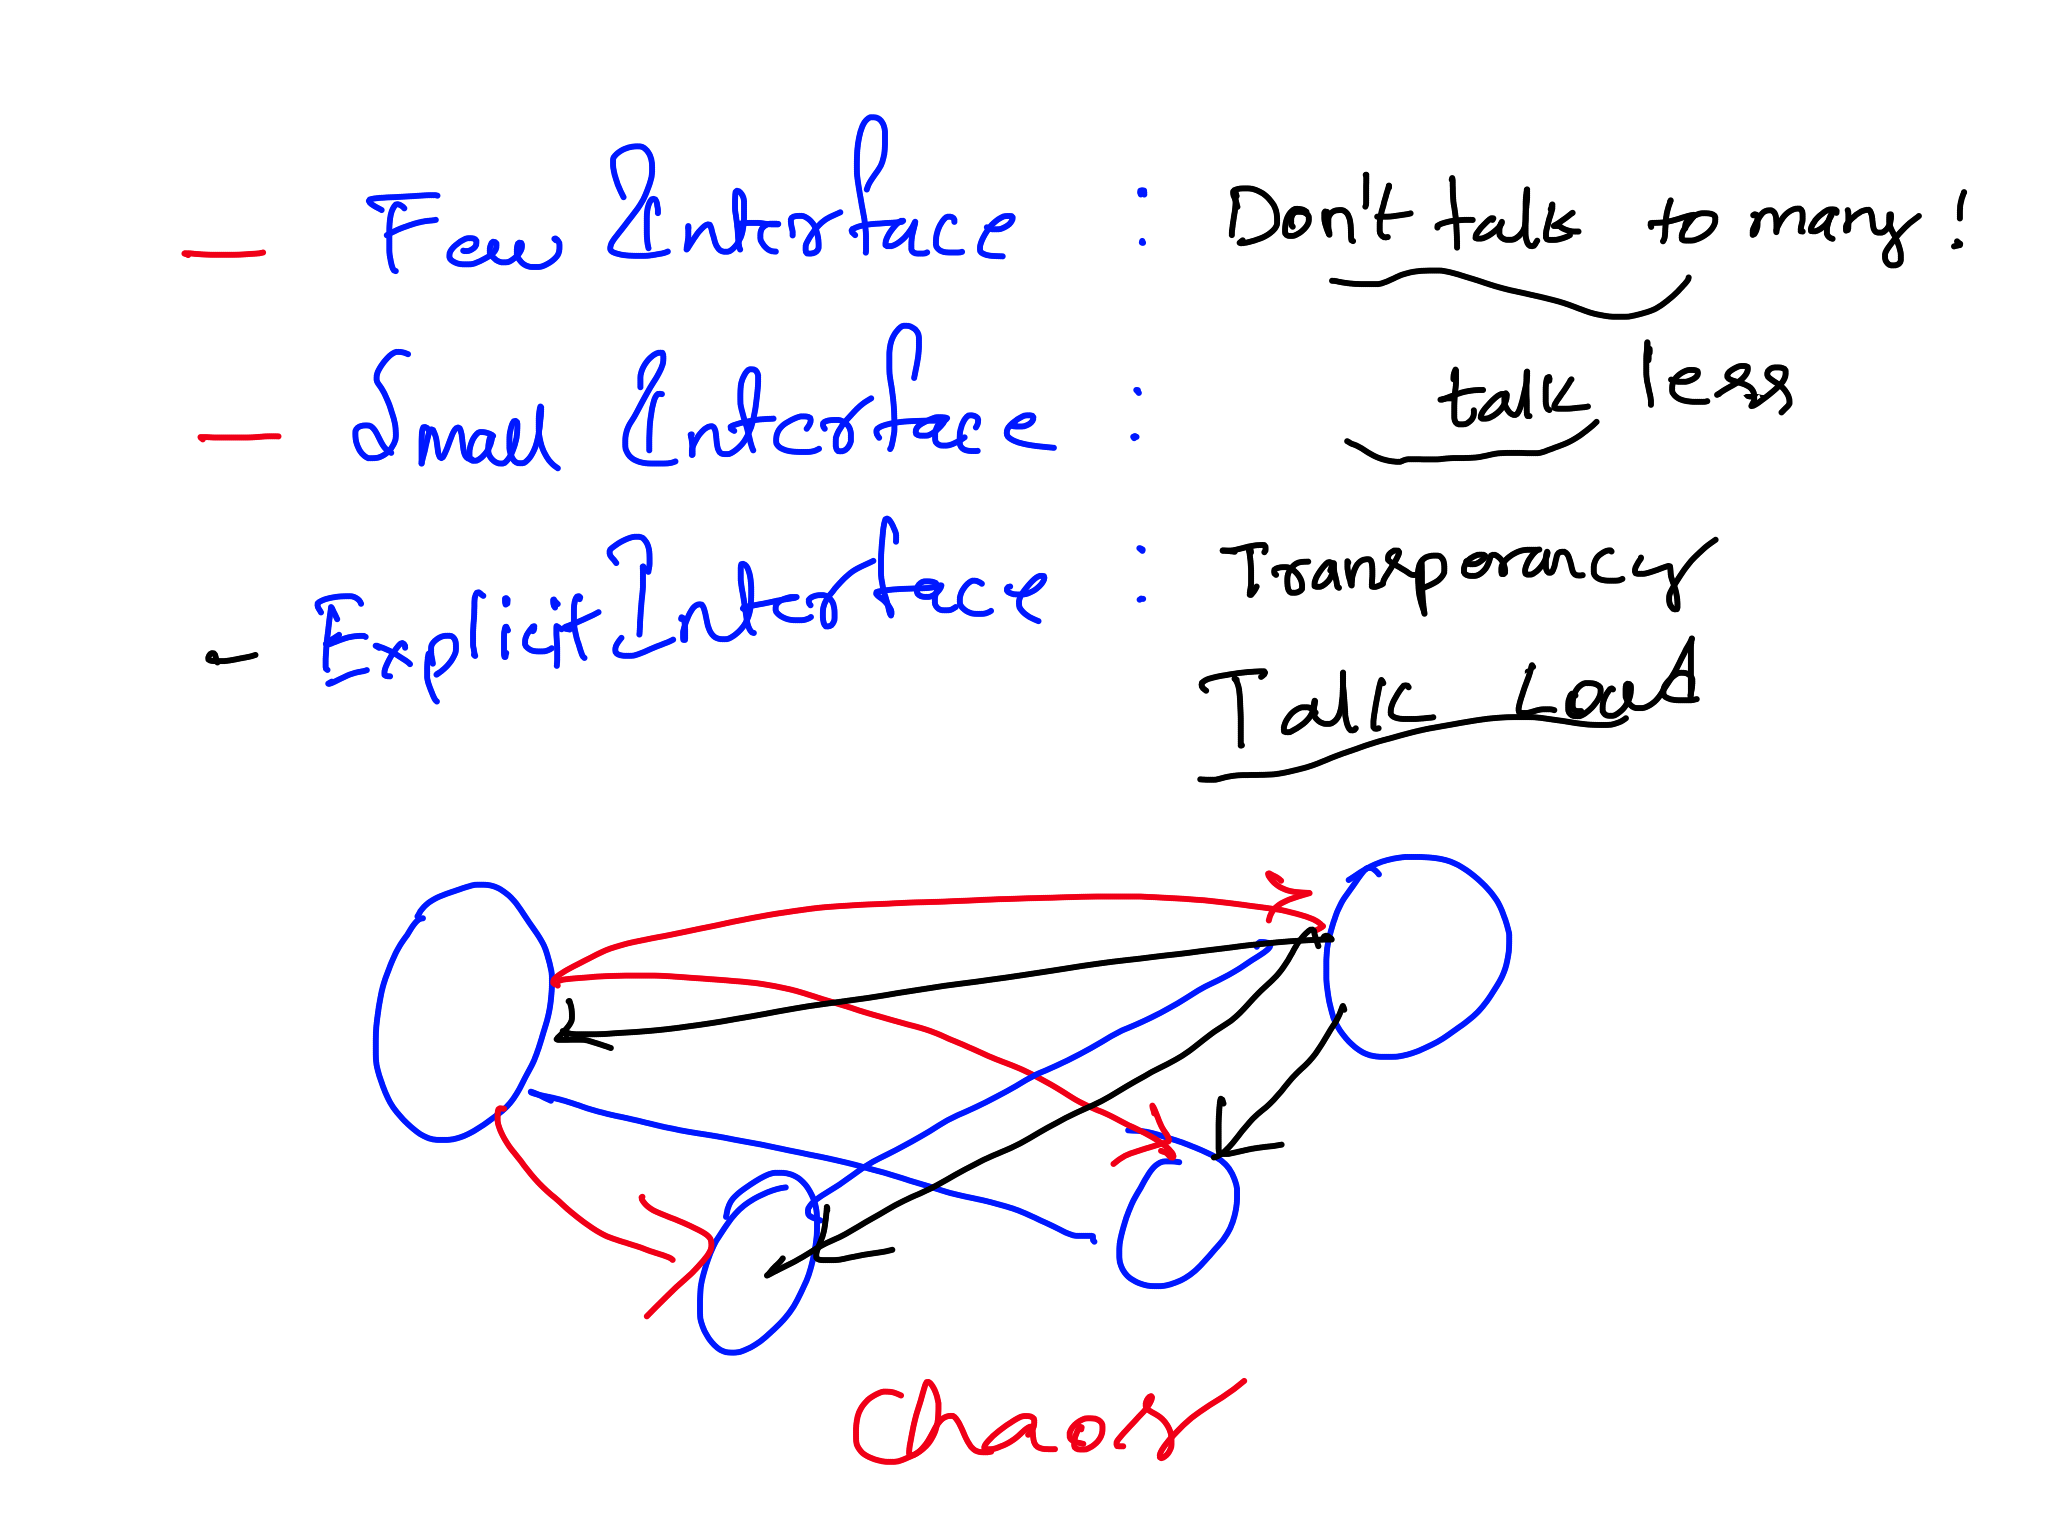 - Few Interface : Don't talk to many!
- Small Interface : talk less
- Explicit Interface : Transparancy
Talk Loud
Chaos